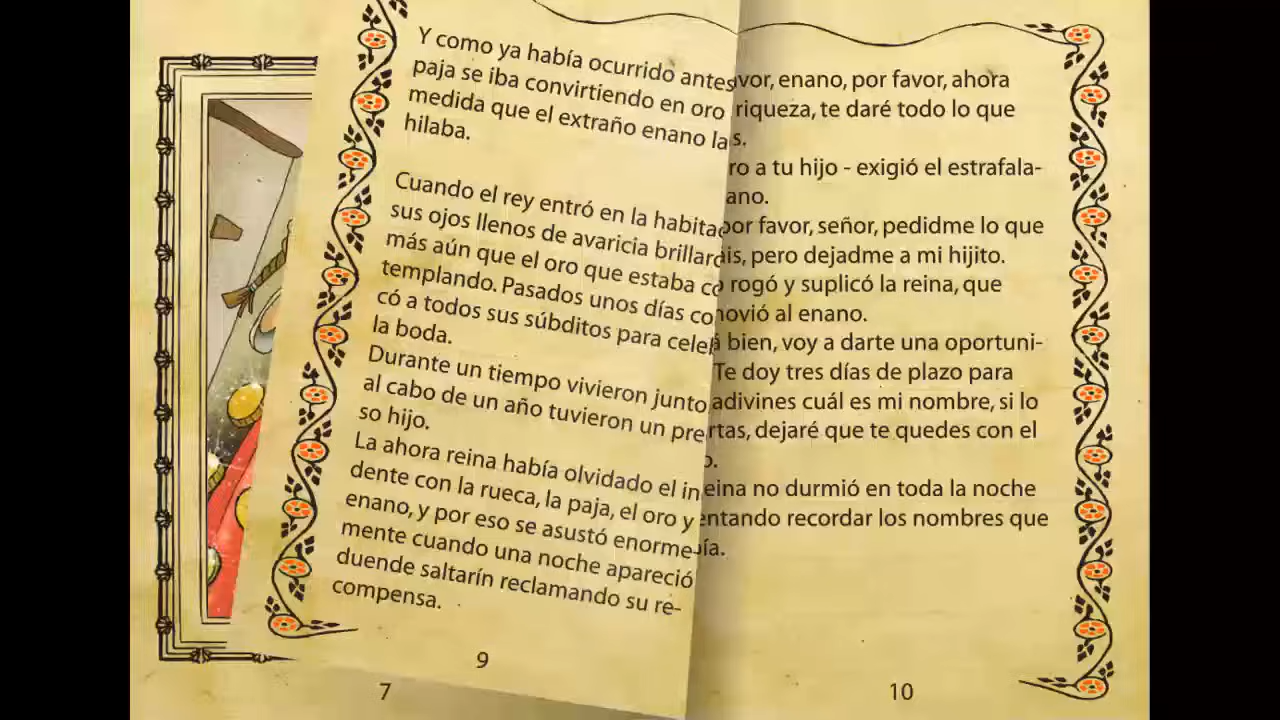 Y como ya había ocurrido antes
paja se iba convirtiendo en oro
medida que el extraño enano la
hilaba.
Cuando el rey entró en la habita
sus ojos llenos de avaricia brillar
más aún que el oro que estaba co
templando. Pasados unos días co
có a todos sus súbditos para cele
la boda.
Durante un tiempo vivieron junto
al cabo de un año tuvieron un pre
so hijo.
La ahora reina había olvidado el in
dente con la rueca, la paja, el oro y
enano, y por eso se asustó enorme-
mente cuando una noche apareció
duende saltarín reclamando su re-
compensa.
9
7
avor, enano, por favor, ahora
riqueza, te daré todo lo que
s.
ro a tu hijo - exigió el estrafala-
ano.
por favor, señor, pedidme lo que
áis, pero dejadme a mi hijito.
rogó y suplicó la reina, que
movió al enano.
á bien, voy a darte una oportuni-
Te doy tres días de plazo para
adivines cuál es mi nombre, si lo
rtas, dejaré que te quedes con el
o.
eina no durmió en toda la noche
entando recordar los nombres que
ía.
10